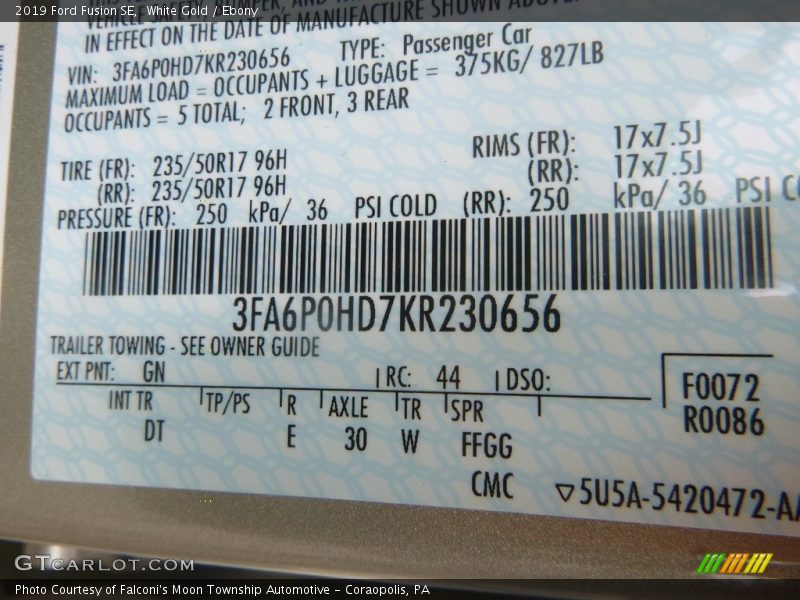 2019 Ford Fusion SE, White Gold / Ebony
IN EFFECT ON THE DATE OF MANUFACTURE SHOWN ABOVE.
VIN: 3FA6P0HD7KR230656 TYPE: Passenger Car
MAXIMUM LOAD = OCCUPANTS + LUGGAGE = 375KG/ 827LB
OCCUPANTS = 5 TOTAL; 2 FRONT, 3 REAR
TIRE (FR): 235/50R17 96H RIMS (FR): 17x7.5J
(RR): 235/50R17 96H (RR): 17x7.5J
PRESSURE (FR): 250 kPa/ 36 PSI COLD (RR): 250 kPa/ 36 PSI CO
3FA6P0HD7KR230656
TRAILER TOWING - SEE OWNER GUIDE
EXT PNT: GN RC: 44 DSO:
INT TR TP/PS R AXLE TR SPR
DT E 30 W FFGG
F0072
R0086
CMC ▽5U5A-5420472-AA
GTCARLOT.COM
Photo Courtesy of Falconi's Moon Township Automotive - Coraopolis, PA